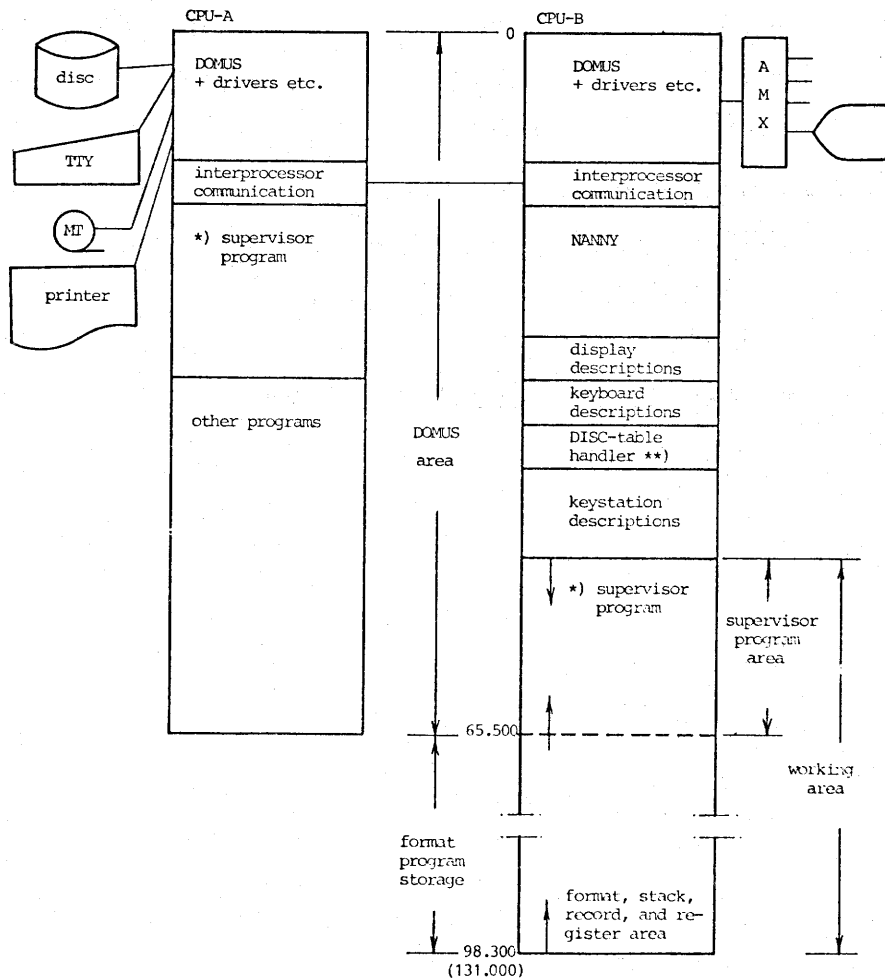 CPU-A
CPU-B
0
disc
DOMUS
+ drivers etc.
DOMUS
+ drivers etc.
A
M
X
TTY
interprocessor
communication
interprocessor
communication
MT
*) supervisor
program
NANNY
printer
display
descriptions
keyboard
descriptions
other programs
DOMUS
area
DISC-table
handler **)
keystation
descriptions
*) supervisor
program
supervisor
program
area
65.500
working
area
format
program
storage
format, stack,
record, and re-
gister area
98.300
(131.000)